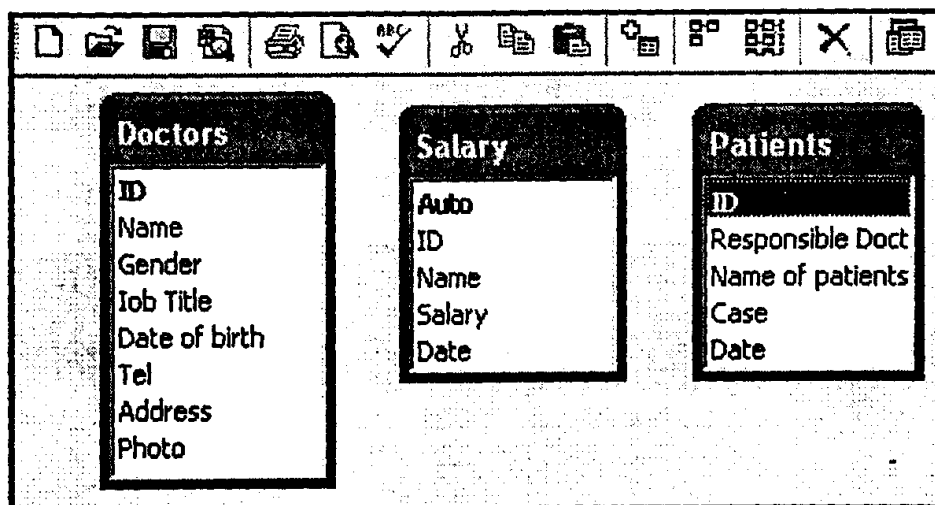 ABC
Doctors
ID
Name
Gender
Iob Title
Date of birth
Tel
Address
Photo
Salary
Auto
ID
Name
Salary
Date
Patients
ID
Responsible Doct
Name of patients
Case
Date